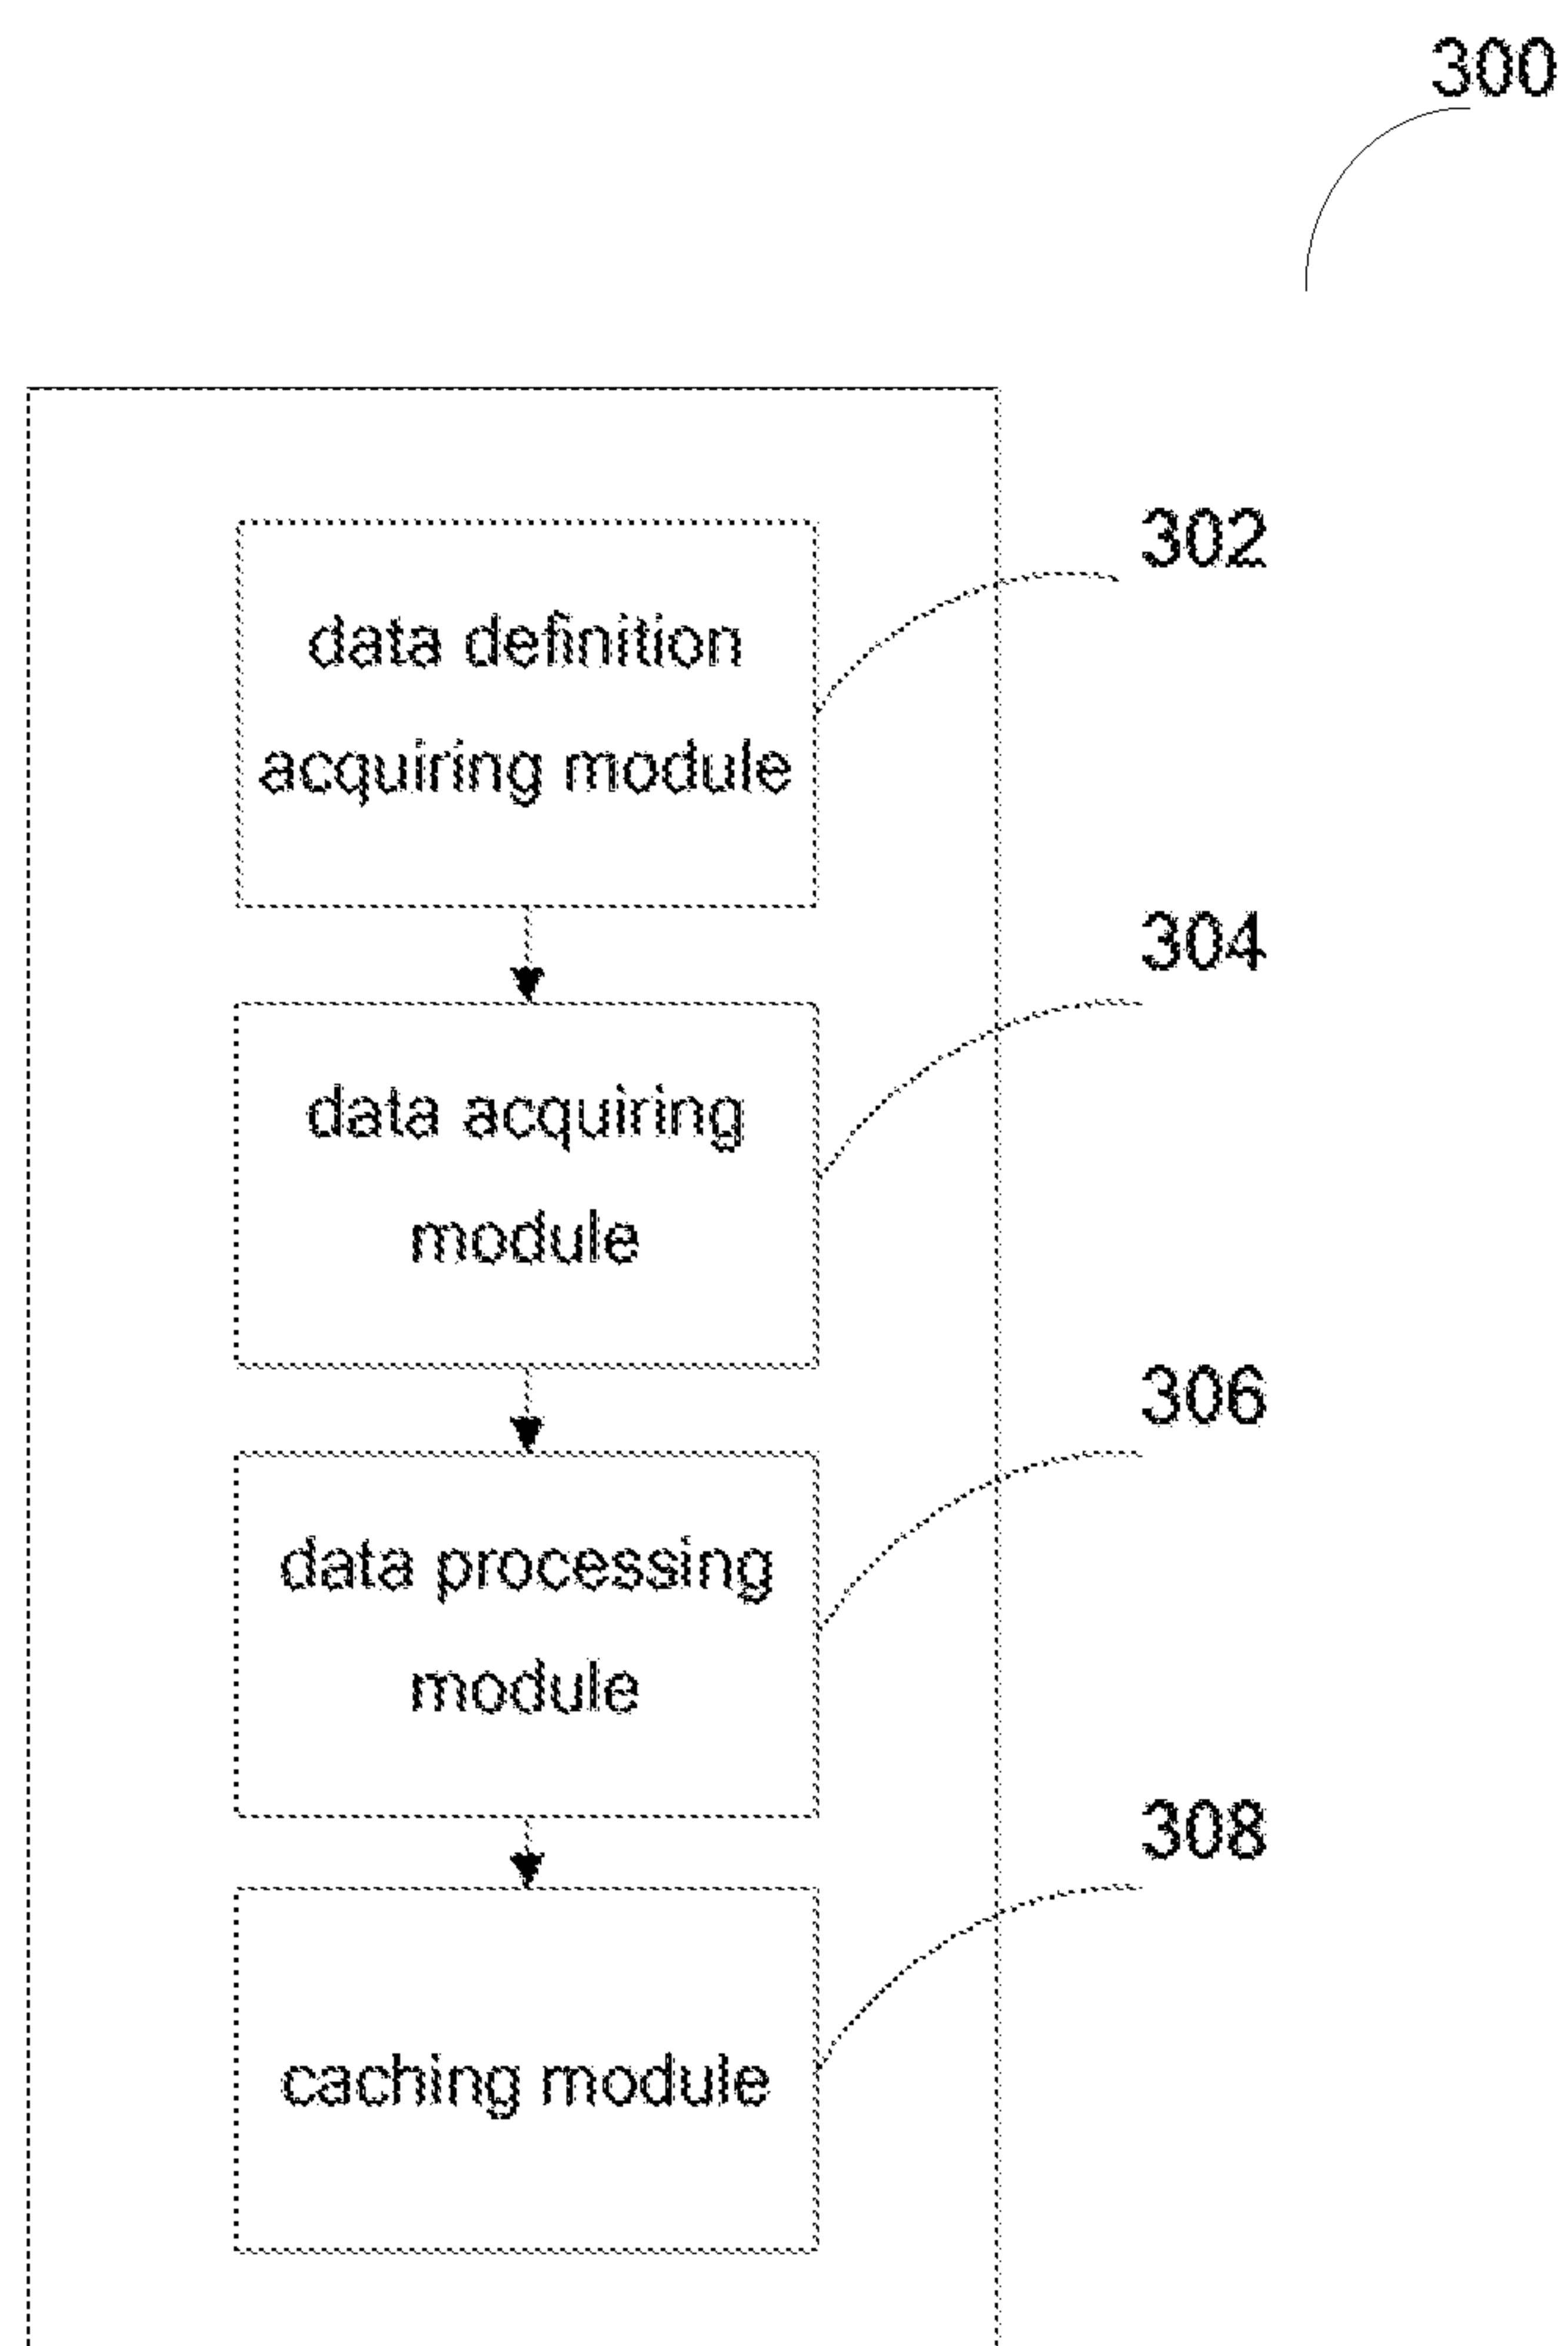 300
302
data definition
acquiring module
304
data acquiring
module
306
data processing
module
308
caching module